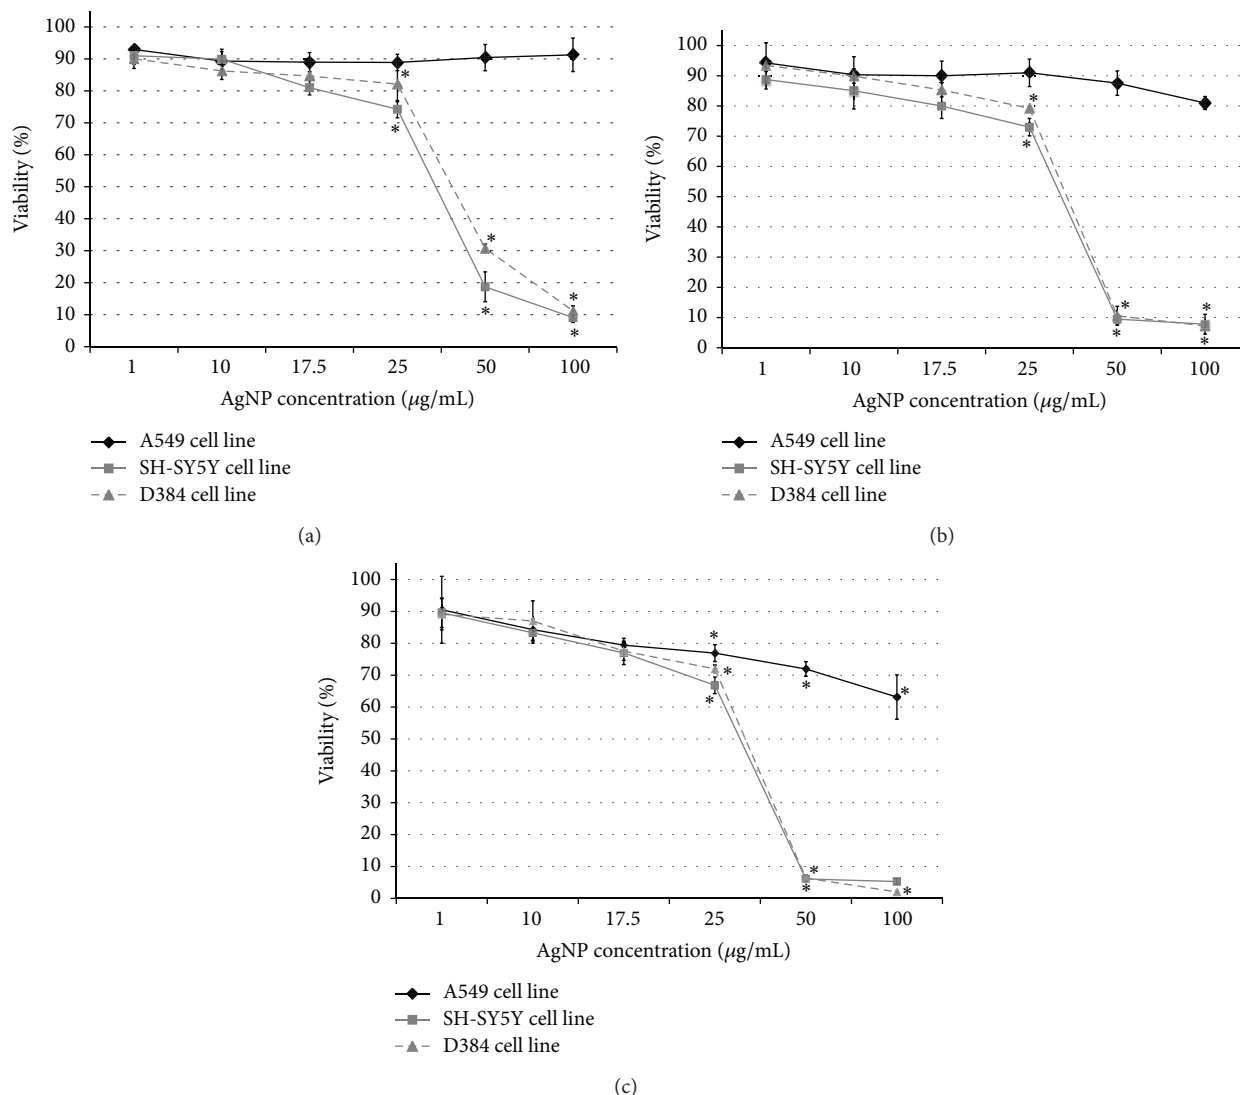 100
90
80
70
60
50
40
30
20
10
0
Viability (%)
* * * * * *
1 10 17.5 25 50 100
AgNP concentration (μg/mL)
A549 cell line
SH-SY5Y cell line
D384 cell line
(a)
100
90
80
70
60
50
40
30
20
10
0
Viability (%)
* * * * * *
1 10 17.5 25 50 100
AgNP concentration (μg/mL)
A549 cell line
SH-SY5Y cell line
D384 cell line
(b)
100
90
80
70
60
50
40
30
20
10
0
Viability (%)
* * * * * * * *
1 10 17.5 25 50 100
AgNP concentration (μg/mL)
A549 cell line
SH-SY5Y cell line
D384 cell line
(c)